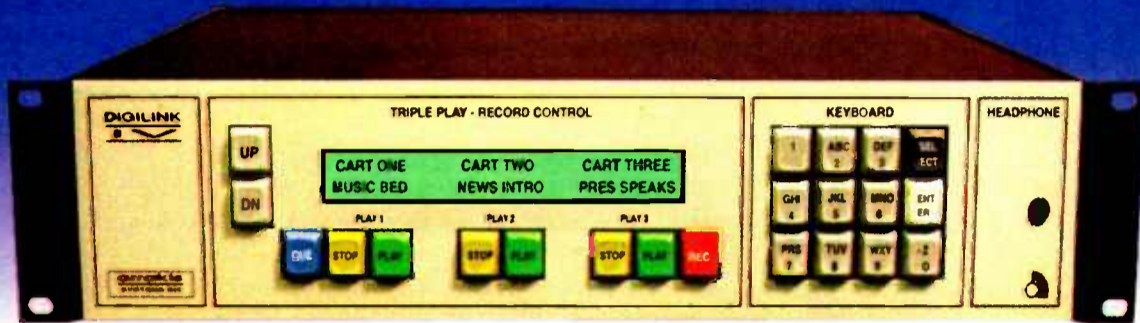 DIGILINK
TRIPLE PLAY - RECORD CONTROL
UP
DN
CART ONE CART TWO CART THREE
MUSIC BED NEWS INTRO PRES SPEAKS
PLAY 1 PLAY 2 PLAY 3
CUE STOP PLAY STOP PLAY STOP PLAY REC
KEYBOARD
1 ABC 2 DEF 3 SEL ECT
GHI 4 JKL 5 MNO 6 ENT ER
PRS 7 TUV 8 WXY 9 -Z 0
HEADPHONE